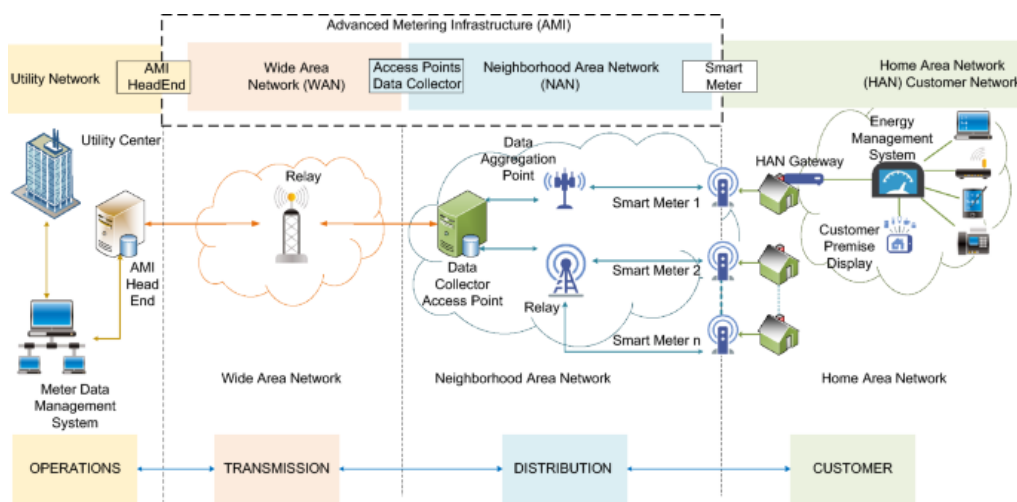 Advanced Metering Infrastructure (AMI)
Utility Network
AMI
HeadEnd
Wide Area
Network (WAN)
Access Points
Data Collector
Neighborhood Area Network
(NAN)
Smart
Meter
Home Area Network
(HAN) Customer Network
Utility Center
AMI
Head
End
Meter Data
Management
System
Relay
Wide Area Network
Data
Aggregation
Point
Data
Collector
Access Point
Relay
Smart Meter 1
Smart Meter 2
Smart Meter n
Neighborhood Area Network
HAN Gateway
Energy
Management
System
Customer
Premise
Display
Home Area Network
OPERATIONS
TRANSMISSION
DISTRIBUTION
CUSTOMER